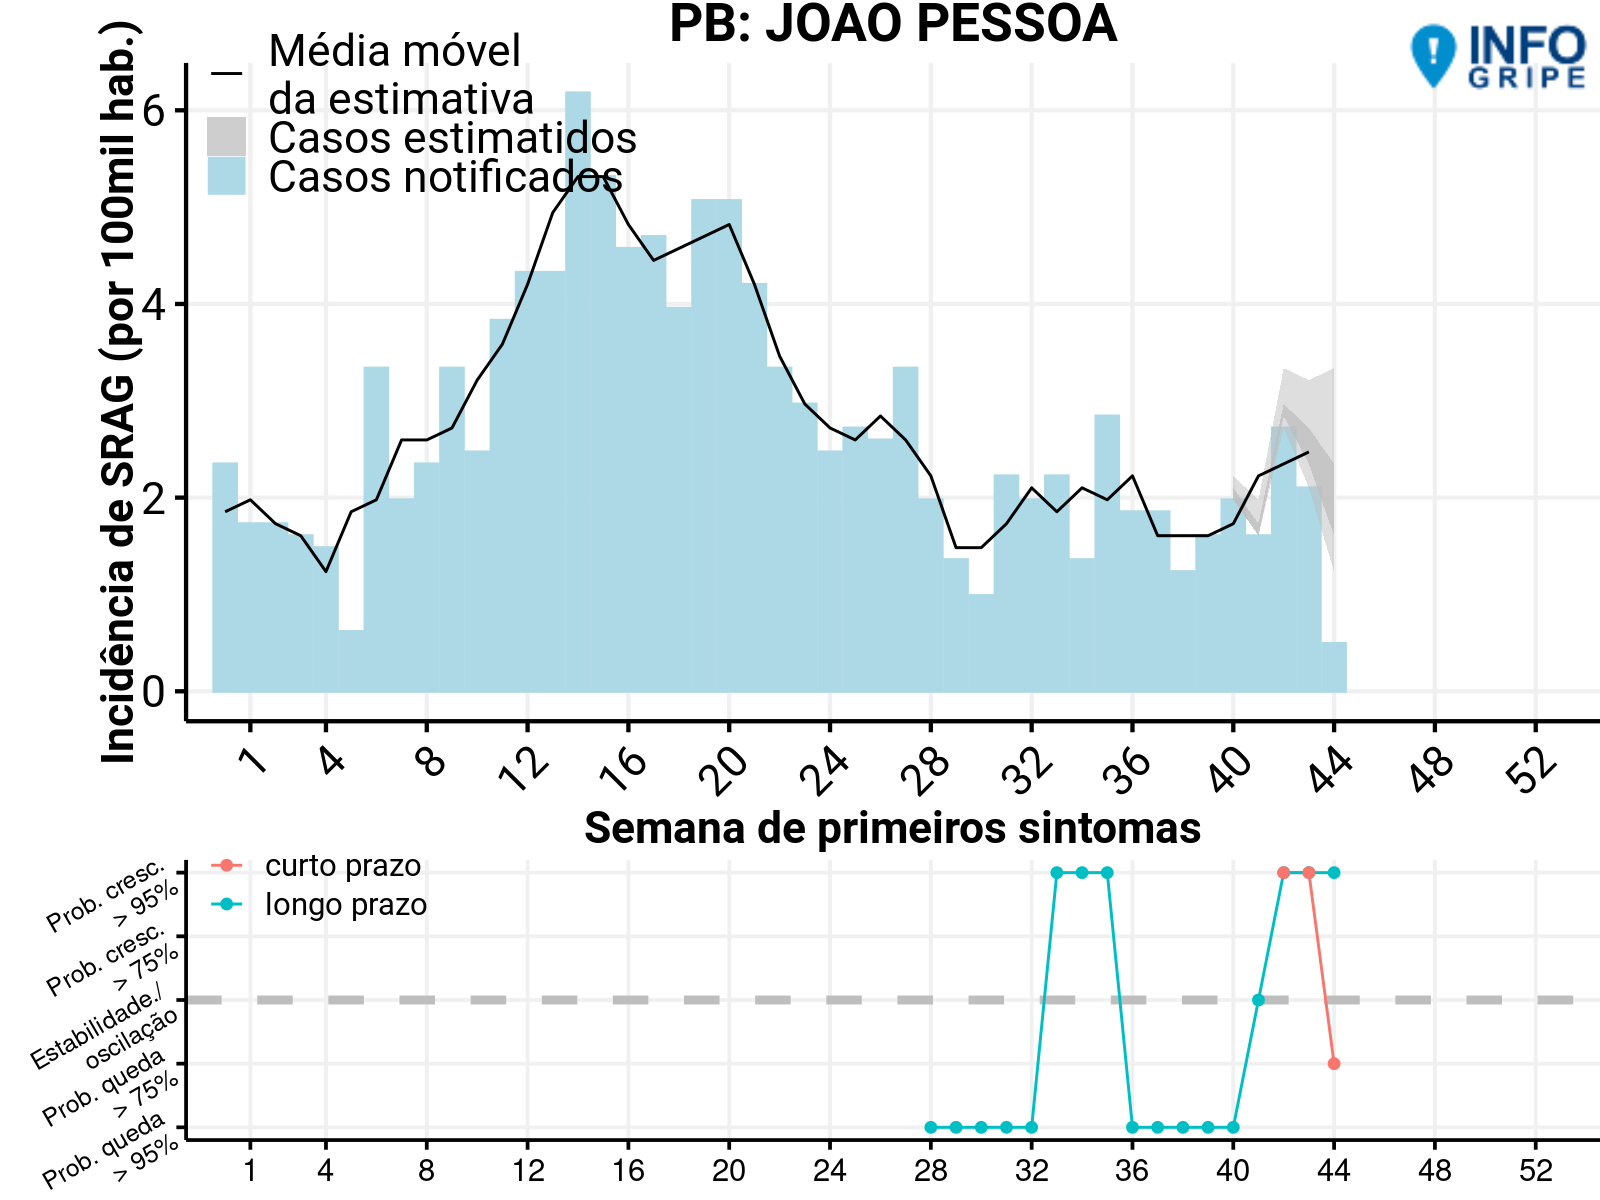 PB: JOAO PESSOA
INFO
GRIPE
Média móvel
da estimativa
Casos estimatidos
Casos notificados
Incidência de SRAG (por 100mil hab.)
6
4
2
0
1 4 8 12 16 20 24 28 32 36 40 44 48 52
Semana de primeiros sintomas
curto prazo
longo prazo
Prob. cresc.
> 95%
Prob. cresc.
> 75%
Estabilidade./
oscilação
Prob. queda
> 75%
Prob. queda
> 95%
1 4 8 12 16 20 24 28 32 36 40 44 48 52